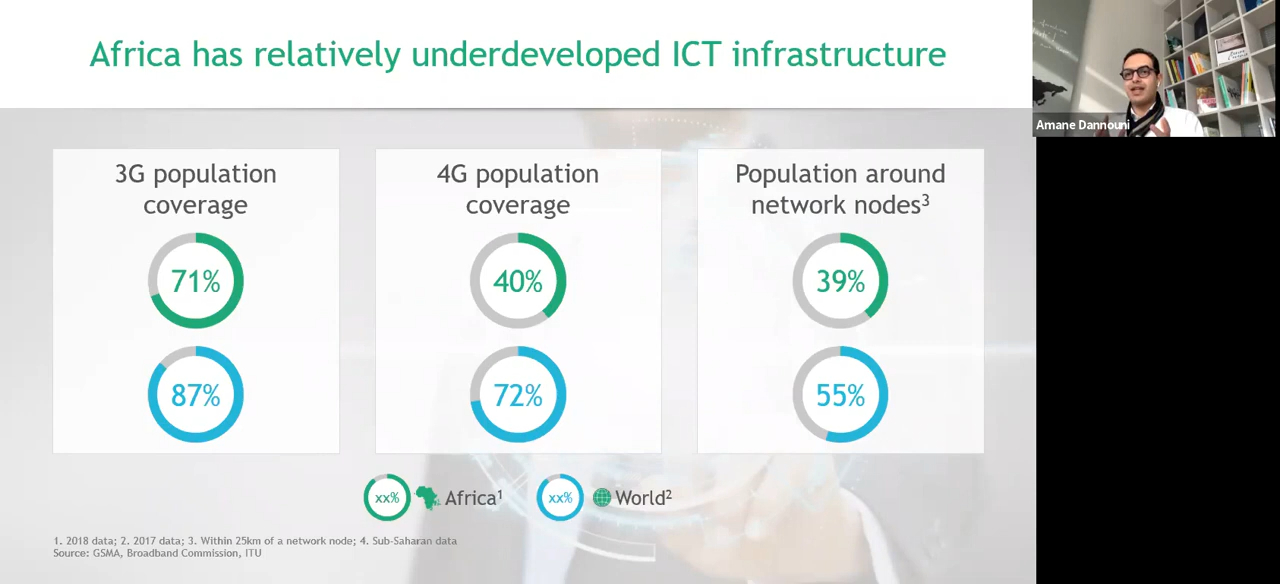 Africa has relatively underdeveloped ICT infrastructure
Amane Dannouni
3G population
coverage
71%
87%
4G population
coverage
40%
72%
Population around
network nodes³
39%
55%
xx% Africa¹
xx% World²
1. 2018 data; 2. 2017 data; 3. Within 25km of a network node; 4. Sub-Saharan data
Source: GSMA, Broadband Commission, ITU